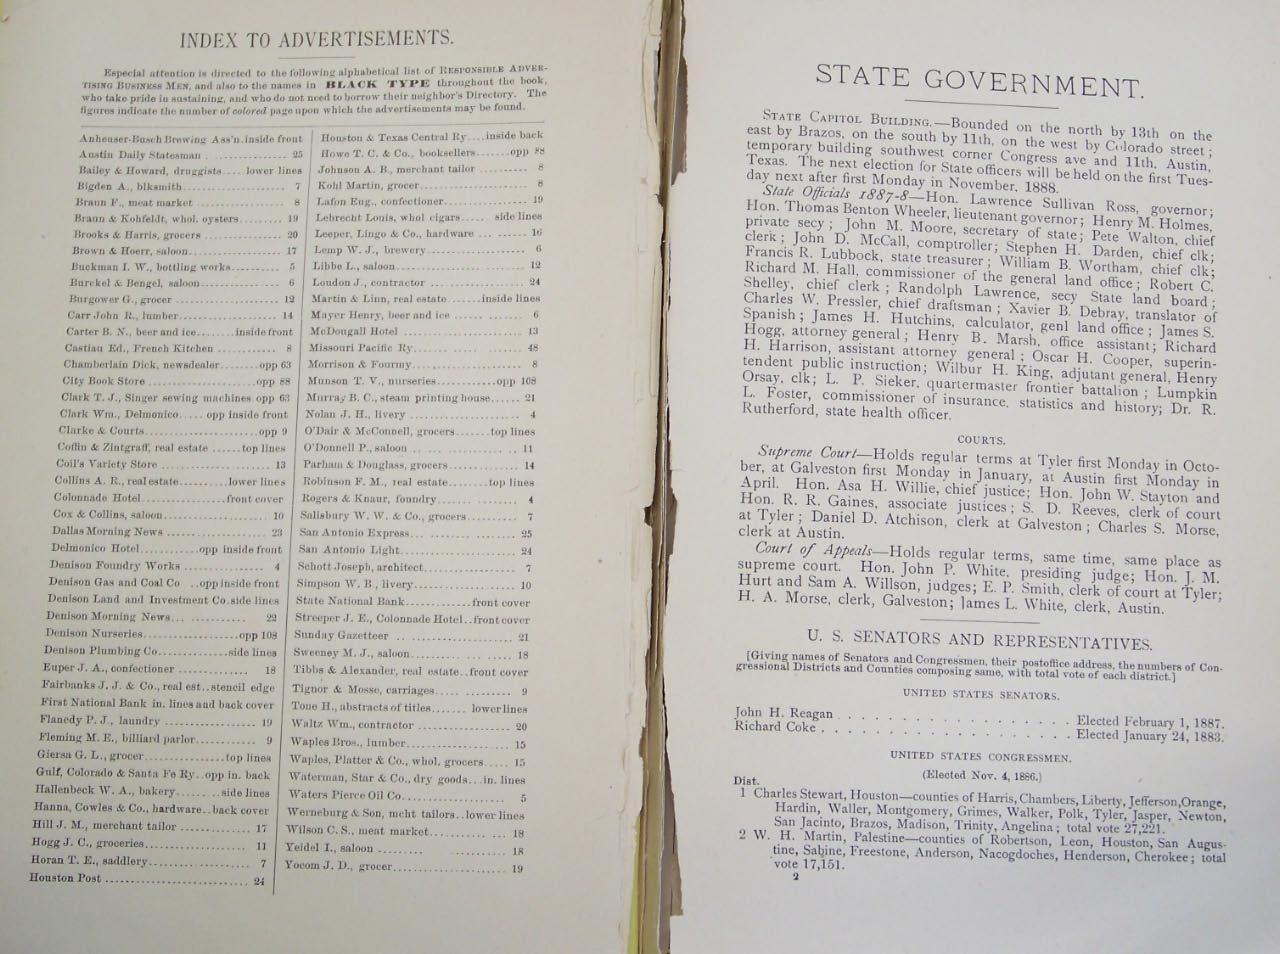 INDEX TO ADVERTISEMENTS.
Especial attention is directed to the following alphabetical list of RESPONSIBLE ADVER-
TISING BUSINESS MEN, and also to the names in BLACK TYPE throughout the book,
who take pride in sustaining, and who do not need to borrow their neighbor's Directory. The
figures indicate the number of colored page upon which the advertisements may be found.
Anheuser-Busch Brewing Ass'n. inside front
Austin Daily Statesman . .............. 25
Bailey & Howard, druggists.... lower lines
Bigden A., blksmith.................... 7
Braun F., meat market ................ 8
Braun & Kohfeldt, whol. oysters......... 19
Brooks & Harris, grocers ............... 20
Brown & Hoerr, saloon.................. 17
Buckman I. W., bottling works.......... 5
Burckel & Bengel, saloon............... 6
Burgower G., grocer ................... 12
Carr John R., lumber................... 14
Carter B. N., beer and ice.......inside front
Castian Ed., French Kitchen ........... 8
Chamberlain Dick, newsdealer.......opp 63
City Book Store .....................opp 88
Clark T. J., Singer sewing machines opp 63
Clark Wm., Delmonico..... opp inside front
Clarke & Courts......................opp 9
Coffin & Zintgraff, real estate ......top lines
Coil's Variety Store .................. 13
Collins A. R., real estate.........lower lines
Colonnade Hotel................front cover
Cox & Collins, saloon.................. 10
Dallas Morning News .................. 23
Delmonico Hotel...........opp inside front
Denison Foundry Works ............... 4
Denison Gas and Coal Co ..opp inside front
Denison Land and Investment Co.side lines
Denison Morning News... ............. 22
Denison Nurseries.................opp 108
Denison Plumbing Co.............side lines
Euper J. A., confectioner .............. 18
Fairbanks J. J. & Co., real est..stencil edge
First National Bank in. lines and back cover
Flanedy P. J., laundry ................ 19
Fleming M. E., billiard parlor........... 9
Giersa G. L., grocer..............top lines
Gulf, Colorado & Santa Fe Ry..opp in. back
Hallenbeck W. A., bakery........side lines
Hanna, Cowles & Co., hardware..back cover
Hill J. M., merchant tailor ............. 17
Hogg J. C., groceries................... 11
Horan T. E., saddlery.................. 7
Houston Post .......................... 24
Houston & Texas Central Ry....inside back
Howe T. C. & Co., booksellers.......opp 88
Johnson A. B., merchant tailor ......... 8
Kohl Martin, grocer.................... 8
Lafon Eug., confectioner................ 19
Lebrecht Louis, whol cigars..... side lines
Leeper, Lingo & Co., hardware ... ...... 16
Lemp W. J., brewery................... 6
Libbe L., saloon........................ 12
Loudon J., contractor .................. 24
Martin & Linn, real estate ......inside lines
Mayer Henry, beer and ice ...... ...... 6
McDougall Hotel ...................... 13
Missouri Pacific Ry...... ............. 48
Morrison & Fourmy.................... 8
Munson T. V., nurseries...........opp 108
Murray B. C., steam printing house...... 21
Nolan J. H., livery .................... 4
O'Dair & McConnell, grocers.......top lines
O'Donnell P., saloon .. ................ 11
Parham & Douglass, grocers............. 14
Robinson F. M., real estate........top lines
Rogers & Knaur, foundry............... 4
Salisbury W. W. & Co., grocers......... 7
San Antonio Express... ............... 25
San Antonio Light..................... 24
Schott Joseph, architect................ 7
Simpson W. B., livery.................. 10
State National Bank............front cover
Streeper J. E., Colonnade Hotel..front cover
Sunday Gazetteer .. ................... 21
Sweeney M. J., saloon.................. 18
Tibbs & Alexander, real estate..front cover
Tignor & Mosse, carriages.............. 9
Tone H., abstracts of titles....... lower lines
Waltz Wm., contractor ................ 20
Waples Bros., lumber.................. 15
Waples, Platter & Co., whol. grocers..... 15
Waterman, Star & Co., dry goods...in. lines
Waters Pierce Oil Co................... 5
Werneburg & Son, mcht tailors..lower lines
Wilson C. S., meat market.............. 18
Yeidel I., saloon ........ ............. 18
Yocom J. D., grocer.................... 19
STATE GOVERNMENT.
STATE CAPITOL BUILDING.—Bounded on the north by 13th on the
east by Brazos, on the south by 11th, on the west by Colorado street;
temporary building southwest corner Congress ave and 11th, Austin,
Texas. The next election for State officers will be held on the first Tues-
day next after first Monday in November, 1888.
State Officials 1887-8—Hon. Lawrence Sullivan Ross, governor;
Hon. Thomas Benton Wheeler, lieutenant governor; Henry M. Holmes,
private secy; John M. Moore, secretary of state; Pete Walton, chief
clerk; John D. McCall, comptroller; Stephen H. Darden, chief clk;
Francis R. Lubbock, state treasurer; William B. Wortham, chief clk;
Richard M. Hall, commissioner of the general land office; Robert C.
Shelley, chief clerk; Randolph Lawrence, secy State land board;
Charles W. Pressler, chief draftsman; Xavier B. Debray, translator of
Spanish; James H. Hutchins, calculator, genl land office; James S.
Hogg, attorney general; Henry B. Marsh, office assistant; Richard
H. Harrison, assistant attorney general; Oscar H. Cooper, superin-
tendent public instruction; Wilbur H. King, adjutant general, Henry
Orsay, clk; L. P. Sieker, quartermaster frontier battalion; Lumpkin
L. Foster, commissioner of insurance, statistics and history; Dr. R.
Rutherford, state health officer.
COURTS.
Supreme Court—Holds regular terms at Tyler first Monday in Octo-
ber, at Galveston first Monday in January, at Austin first Monday in
April. Hon. Asa H. Willie, chief justice; Hon. John W. Stayton and
Hon. R. R. Gaines, associate justices; S. D. Reeves, clerk of court
at Tyler; Daniel D. Atchison, clerk at Galveston; Charles S. Morse,
clerk at Austin.
Court of Appeals—Holds regular terms, same time, same place as
supreme court. Hon. John P. White, presiding judge; Hon. J. M.
Hurt and Sam A. Willson, judges; E. P. Smith, clerk of court at Tyler;
H. A. Morse, clerk, Galveston; James L. White, clerk, Austin.
U. S. SENATORS AND REPRESENTATIVES.
[Giving names of Senators and Congressmen, their postoffice address, the numbers of Con-
gressional Districts and Counties composing same, with total vote of each district.]
UNITED STATES SENATORS.
John H. Reagan . . . . . . . . . . . . . . . . . Elected February 1, 1887.
Richard Coke . . . . . . . . . . . . . . . . . . Elected January 24, 1883.
UNITED STATES CONGRESSMEN.
(Elected Nov. 4, 1886.)
Dist.
1 Charles Stewart, Houston—counties of Harris, Chambers, Liberty, Jefferson, Orange,
Hardin, Waller, Montgomery, Grimes, Walker, Polk, Tyler, Jasper, Newton,
San Jacinto, Brazos, Madison, Trinity, Angelina; total vote 27,221.
2 W. H. Martin, Palestine—counties of Robertson, Leon, Houston, San Augus-
tine, Sabine, Freestone, Anderson, Nacogdoches, Henderson, Cherokee; total
vote 17,151.
2